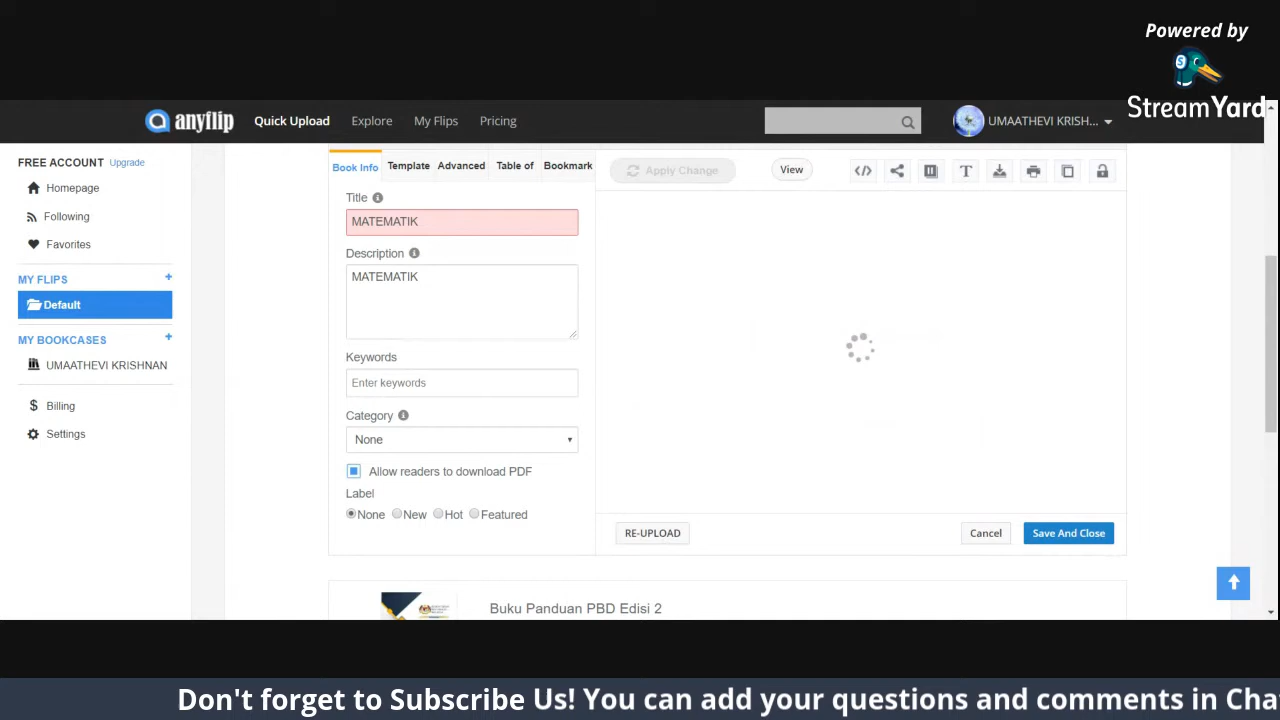 Powered by
StreamYard
anyflip Quick Upload Explore My Flips Pricing UMAATHEVI KRISH...
FREE ACCOUNT Upgrade
Homepage
Following
Favorites
MY FLIPS +
Default
MY BOOKCASES +
UMAATHEVI KRISHNAN
$ Billing
Settings
Book Info Template Advanced Table of Bookmark
Apply Change View
Title
MATEMATIK
Description
MATEMATIK
Keywords
Enter keywords
Category
None
Allow readers to download PDF
Label
None New Hot Featured
RE-UPLOAD Cancel Save And Close
Buku Panduan PBD Edisi 2
Don't forget to Subscribe Us! You can add your questions and comments in Cha